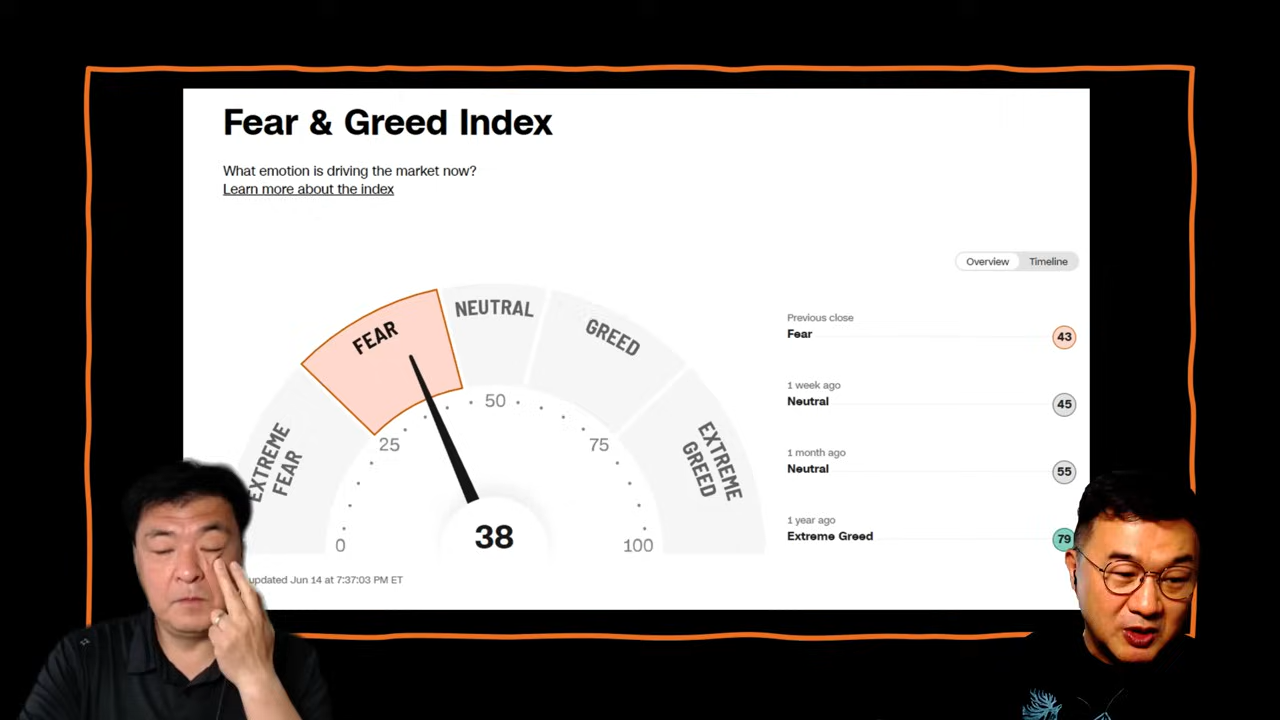 Fear & Greed Index
What emotion is driving the market now?
Learn more about the index
Overview
Timeline
EXTREME
FEAR
FEAR
NEUTRAL
GREED
EXTREME
GREED
0
25
50
75
100
38
updated Jun 14 at 7:37:03 PM ET
Previous close
Fear
43
1 week ago
Neutral
45
1 month ago
Neutral
55
1 year ago
Extreme Greed
79